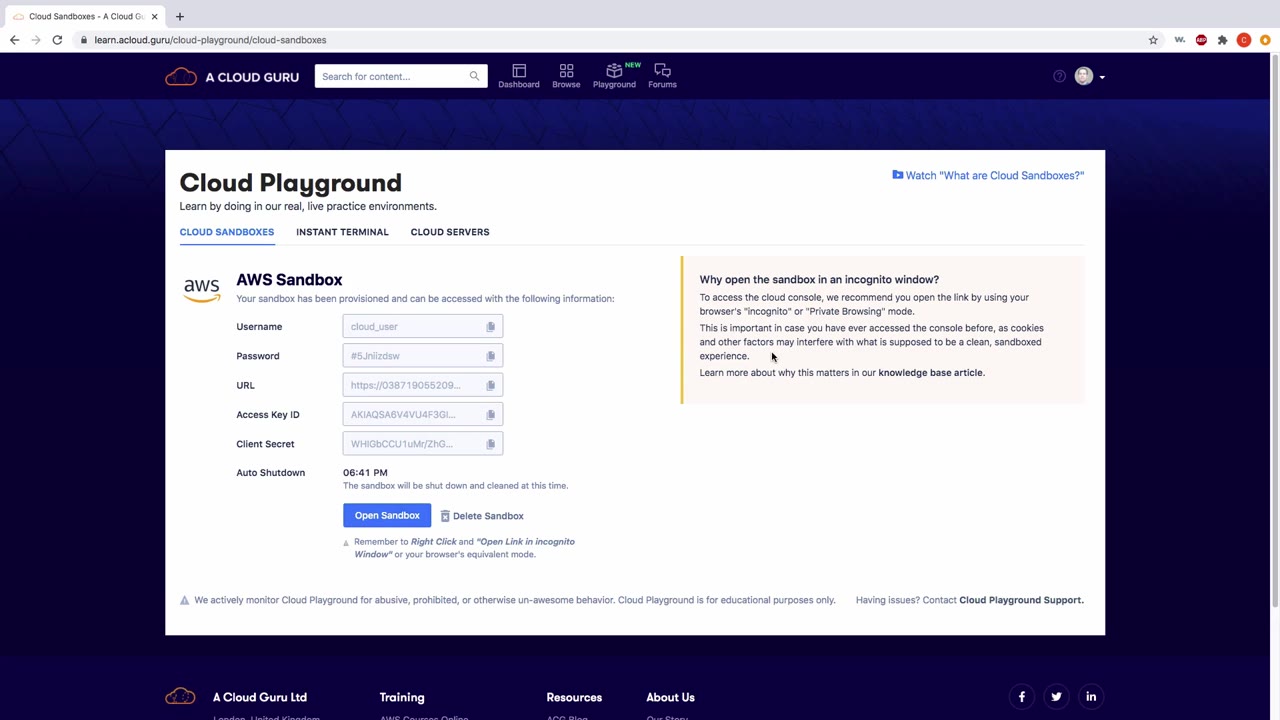 Cloud Sandboxes - A Cloud Gu
learn.acloud.guru/cloud-playground/cloud-sandboxes
W.
ABP
C
A CLOUD GURU
Search for content...
Dashboard
Browse
Playground
NEW
Forums
Cloud Playground
Watch "What are Cloud Sandboxes?"
Learn by doing in our real, live practice environments.
CLOUD SANDBOXES
INSTANT TERMINAL
CLOUD SERVERS
aws
AWS Sandbox
Your sandbox has been provisioned and can be accessed with the following information:
Username
cloud_user
Password
#5Jniizdsw
URL
https://038719055209...
Access Key ID
AKIAQSA6V4VU4F3GI...
Client Secret
WHIGbCCU1uMr/ZhG...
Auto Shutdown
06:41 PM
The sandbox will be shut down and cleaned at this time.
Open Sandbox
Delete Sandbox
Remember to Right Click and "Open Link in incognito
Window" or your browser's equivalent mode.
Why open the sandbox in an incognito window?
To access the cloud console, we recommend you open the link by using your
browser's "incognito" or "Private Browsing" mode.
This is important in case you have ever accessed the console before, as cookies
and other factors may interfere with what is supposed to be a clean, sandboxed
experience.
Learn more about why this matters in our knowledge base article.
We actively monitor Cloud Playground for abusive, prohibited, or otherwise un-awesome behavior. Cloud Playground is for educational purposes only.
Having issues? Contact Cloud Playground Support.
A Cloud Guru Ltd
Training
Resources
About Us
London, United Kingdom
AWS Courses Online
ACG Blog
Our Story